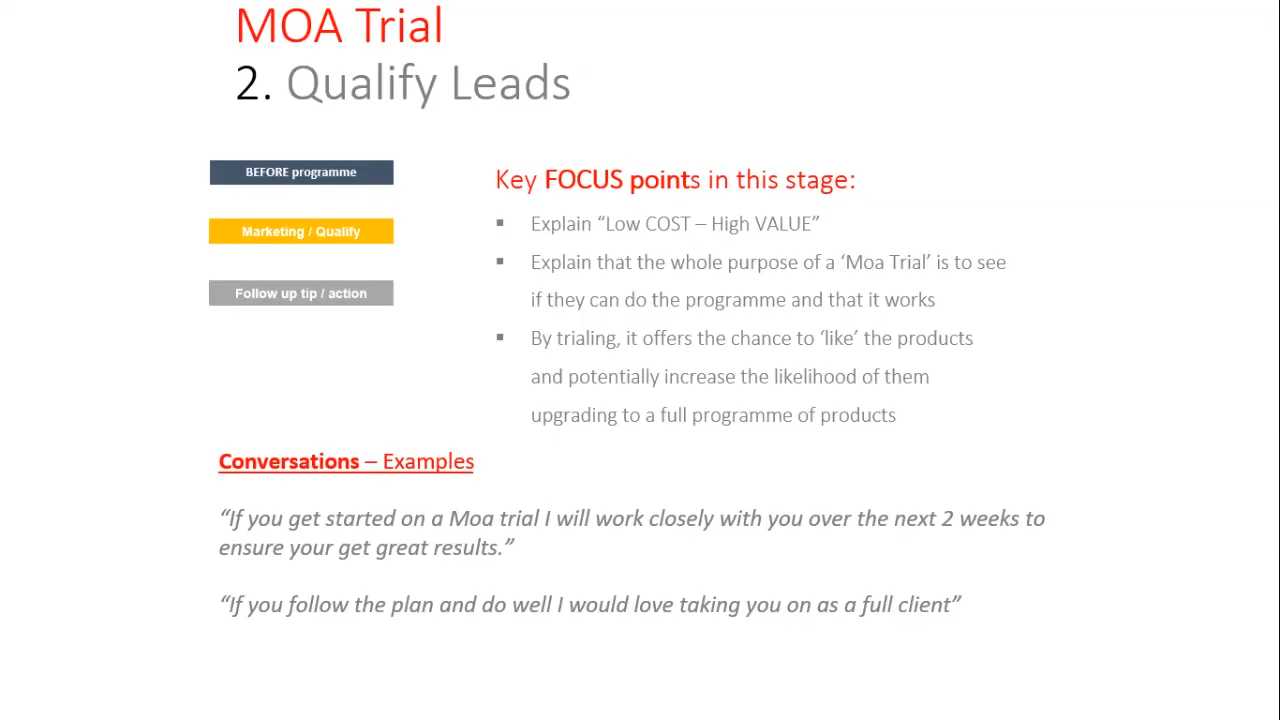 MOA Trial
2. Qualify Leads
BEFORE programme
Marketing / Qualify
Follow up tip / action
Key FOCUS points in this stage:
▪ Explain “Low COST – High VALUE”
▪ Explain that the whole purpose of a ‘Moa Trial’ is to see
if they can do the programme and that it works
▪ By trialing, it offers the chance to ‘like’ the products
and potentially increase the likelihood of them
upgrading to a full programme of products
Conversations – Examples
“If you get started on a Moa trial I will work closely with you over the next 2 weeks to
ensure your get great results.”
“If you follow the plan and do well I would love taking you on as a full client”